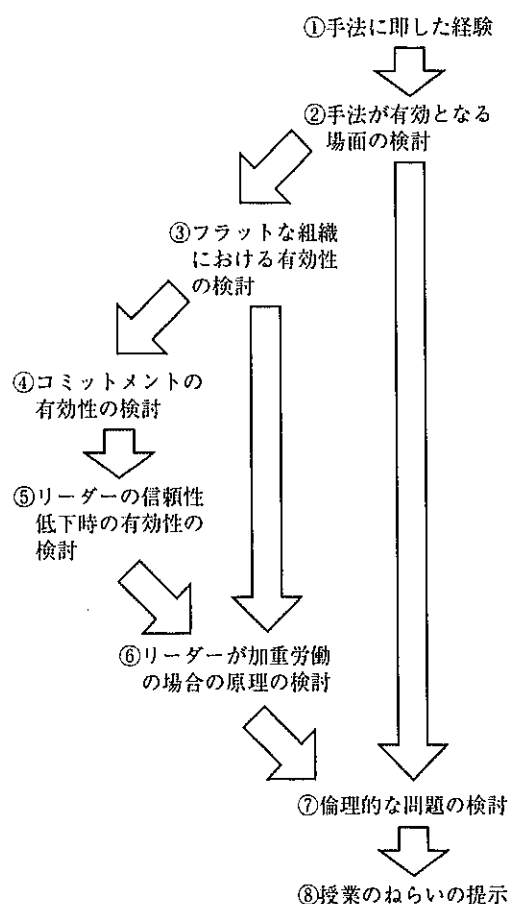 ①手法に即した経験
②手法が有効となる
場面の検討
③フラットな組織
における有効性
の検討
④コミットメントの
有効性の検討
⑤リーダーの信頼性
低下時の有効性の
検討
⑥リーダーが加重労働
の場合の原理の検討
⑦倫理的な問題の検討
⑧授業のねらいの提示